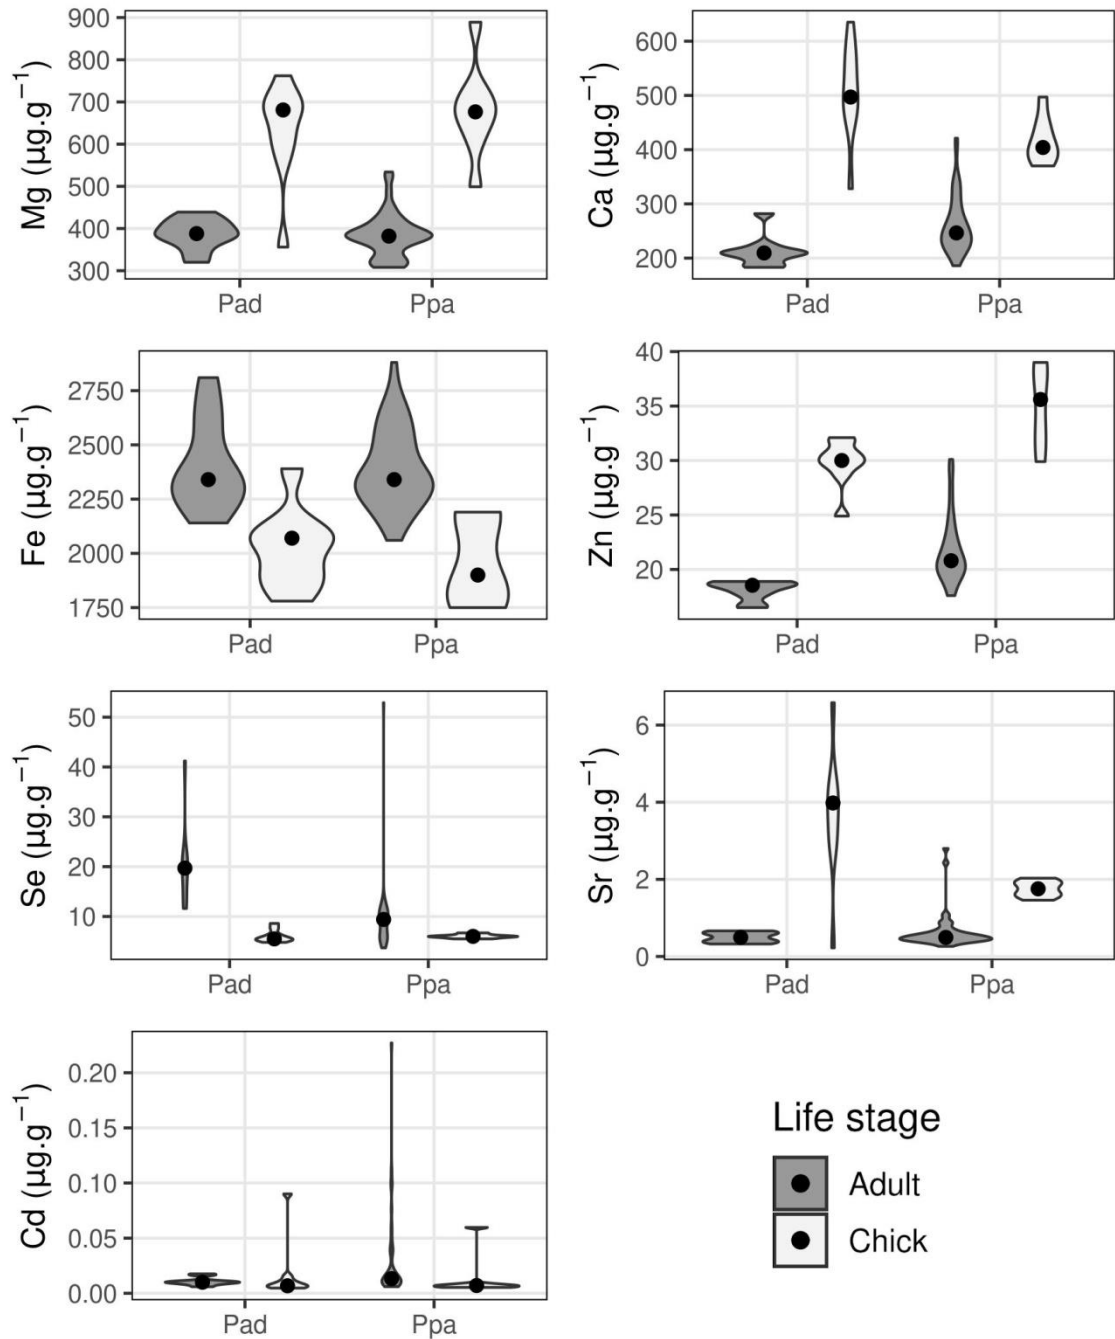 Mg (µg.g⁻¹)
900
800
700
600
500
400
300
Pad
Ppa
Ca (µg.g⁻¹)
600
500
400
300
200
Pad
Ppa
Fe (µg.g⁻¹)
2750
2500
2250
2000
1750
Pad
Ppa
Zn (µg.g⁻¹)
40
35
30
25
20
Pad
Ppa
Se (µg.g⁻¹)
50
40
30
20
10
Pad
Ppa
Sr (µg.g⁻¹)
6
4
2
0
Pad
Ppa
Cd (µg.g⁻¹)
0.20
0.15
0.10
0.05
0.00
Pad
Ppa
Life stage
Adult
Chick